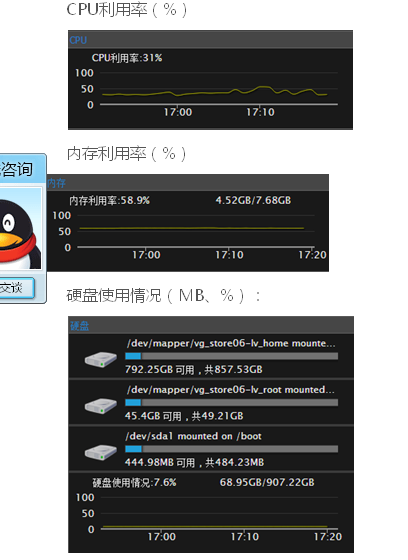 CPU利用率（%）
CPU
CPU利用率:31%
100
50
0
17:00
17:10
咨询
内存利用率（%）
内存
内存利用率:58.9%
4.52GB/7.68GB
100
50
0
17:00
17:10
17:20
交谈
硬盘使用情况（MB、%）：
硬盘
/dev/mapper/vg_store06-lv_home mounte...
792.25GB 可用，共857.53GB
/dev/mapper/vg_store06-lv_root mounted...
45.4GB 可用，共49.21GB
/dev/sda1 mounted on /boot
444.98MB 可用，共484.23MB
硬盘使用情况:7.6%
68.95GB/907.22GB
100
50
0
17:00
17:10
17:20